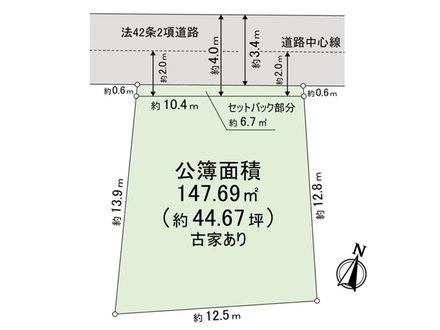 法42条2項道路
約4.0m
約3.4m
道路中心線
約2.0m
約2.0m
約0.6m
約0.6m
約10.4m
セットバック部分
約6.7㎡
公簿面積
147.69㎡
(約44.67坪)
古家あり
約13.9m
約12.8m
約12.5m
N